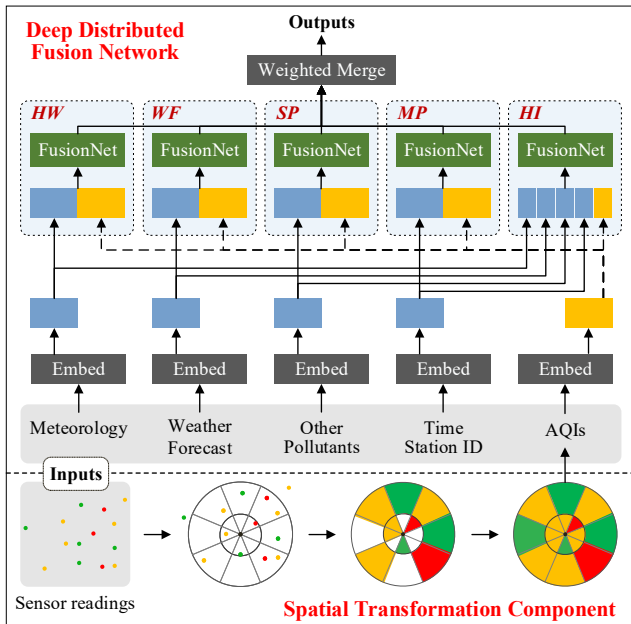 Outputs
Deep Distributed
Fusion Network
Weighted Merge
HW
WF
SP
MP
HI
FusionNet
FusionNet
FusionNet
FusionNet
FusionNet
Embed
Embed
Embed
Embed
Embed
Meteorology
Weather
Forecast
Other
Pollutants
Time
Station ID
AQIs
Inputs
Sensor readings
Spatial Transformation Component